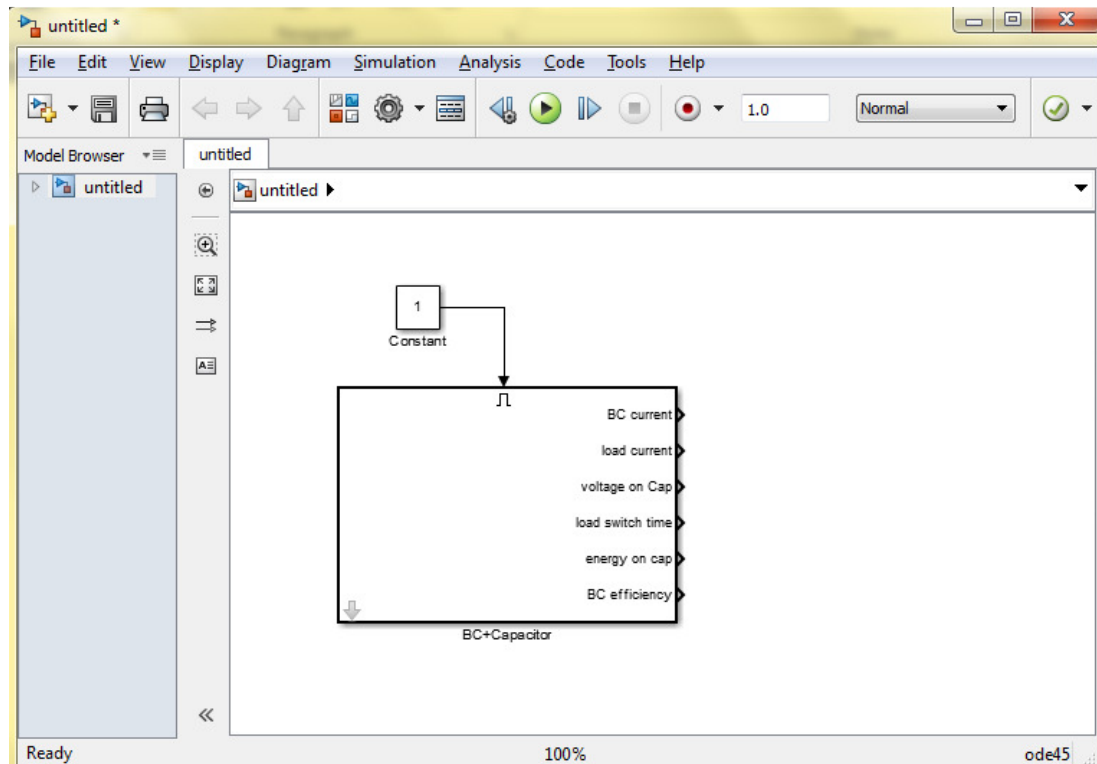 untitled *
File Edit View Display Diagram Simulation Analysis Code Tools Help
1.0 Normal
Model Browser untitled
untitled untitled
1
Constant
BC current
load current
voltage on Cap
load switch time
energy on cap
BC efficiency
BC+Capacitor
Ready 100% ode45